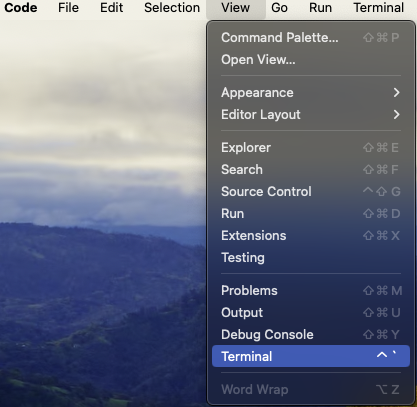 Code File Edit Selection View Go Run Terminal
Command Palette... ⇧⌘P
Open View...
Appearance >
Editor Layout >
Explorer ⇧⌘E
Search ⇧⌘F
Source Control ^⇧G
Run ⇧⌘D
Extensions ⇧⌘X
Testing
Problems ⇧⌘M
Output ⇧⌘U
Debug Console ⇧⌘Y
Terminal ^`
Word Wrap ⌥Z